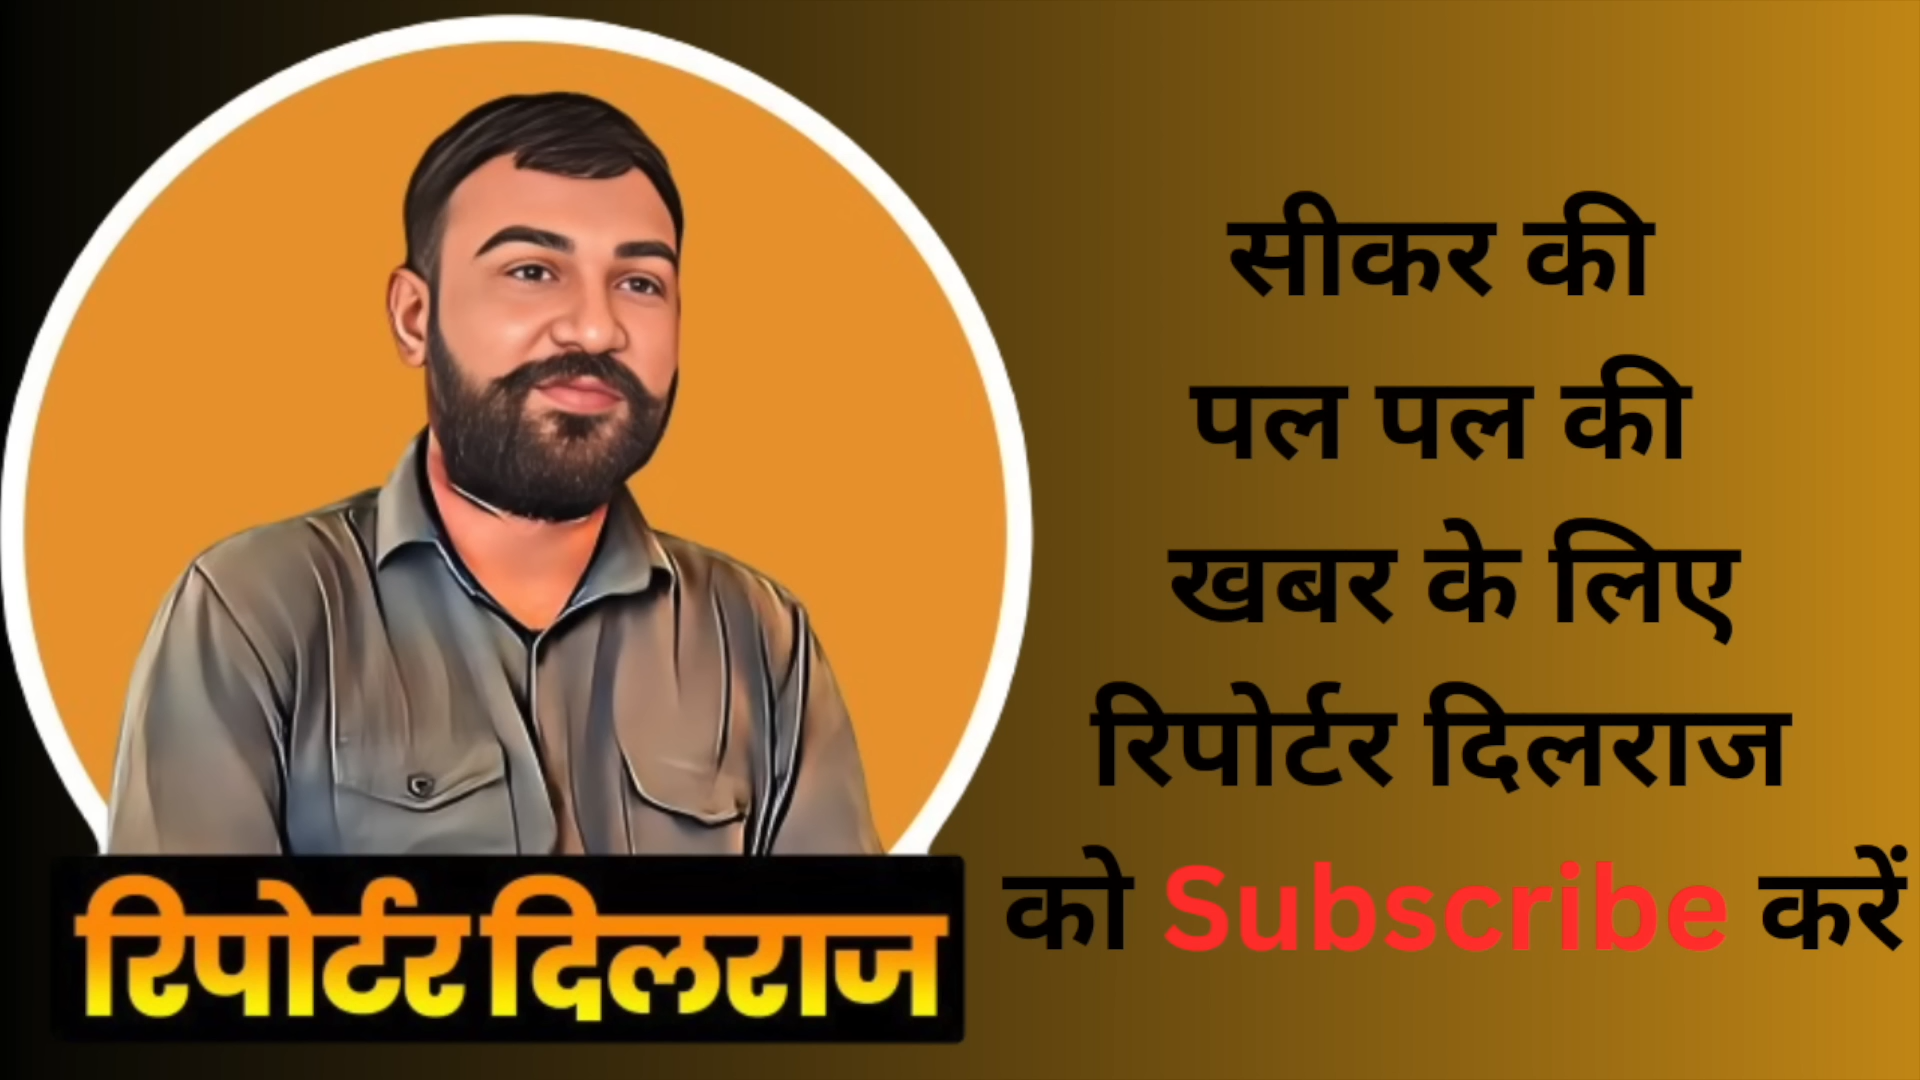 सीकर की
पल पल की
खबर के लिए
रिपोर्टर दिलराज
को Subscribe करें
रिपोर्टर दिलराज